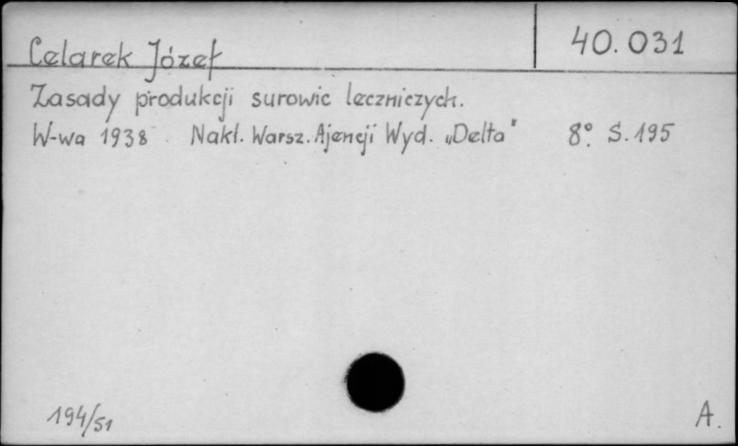 Celarek Józef
40.031
Zasady produkcji surowic leczniczych.
W-wa 1938 Nakł. Warsz. Ajencji Wyd. „Delta" 8° S. 195
194/51
A.